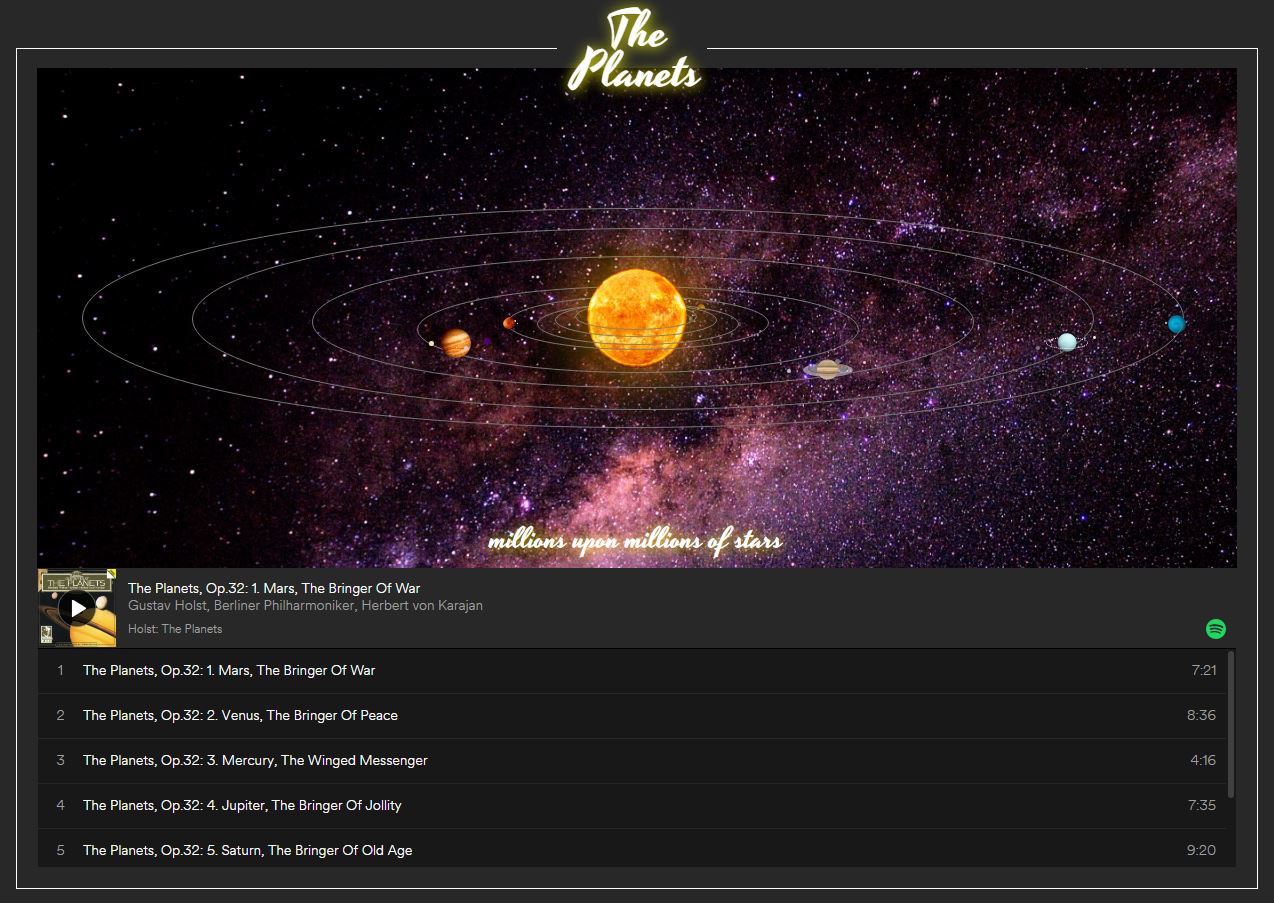 The
Planets
millions upon millions of stars
THE PLANETS
The Planets, Op.32: 1. Mars, The Bringer Of War
Gustav Holst, Berliner Philharmoniker, Herbert von Karajan
Holst: The Planets
1 The Planets, Op.32: 1. Mars, The Bringer Of War 7:21
2 The Planets, Op.32: 2. Venus, The Bringer Of Peace 8:36
3 The Planets, Op.32: 3. Mercury, The Winged Messenger 4:16
4 The Planets, Op.32: 4. Jupiter, The Bringer Of Jollity 7:35
5 The Planets, Op.32: 5. Saturn, The Bringer Of Old Age 9:20